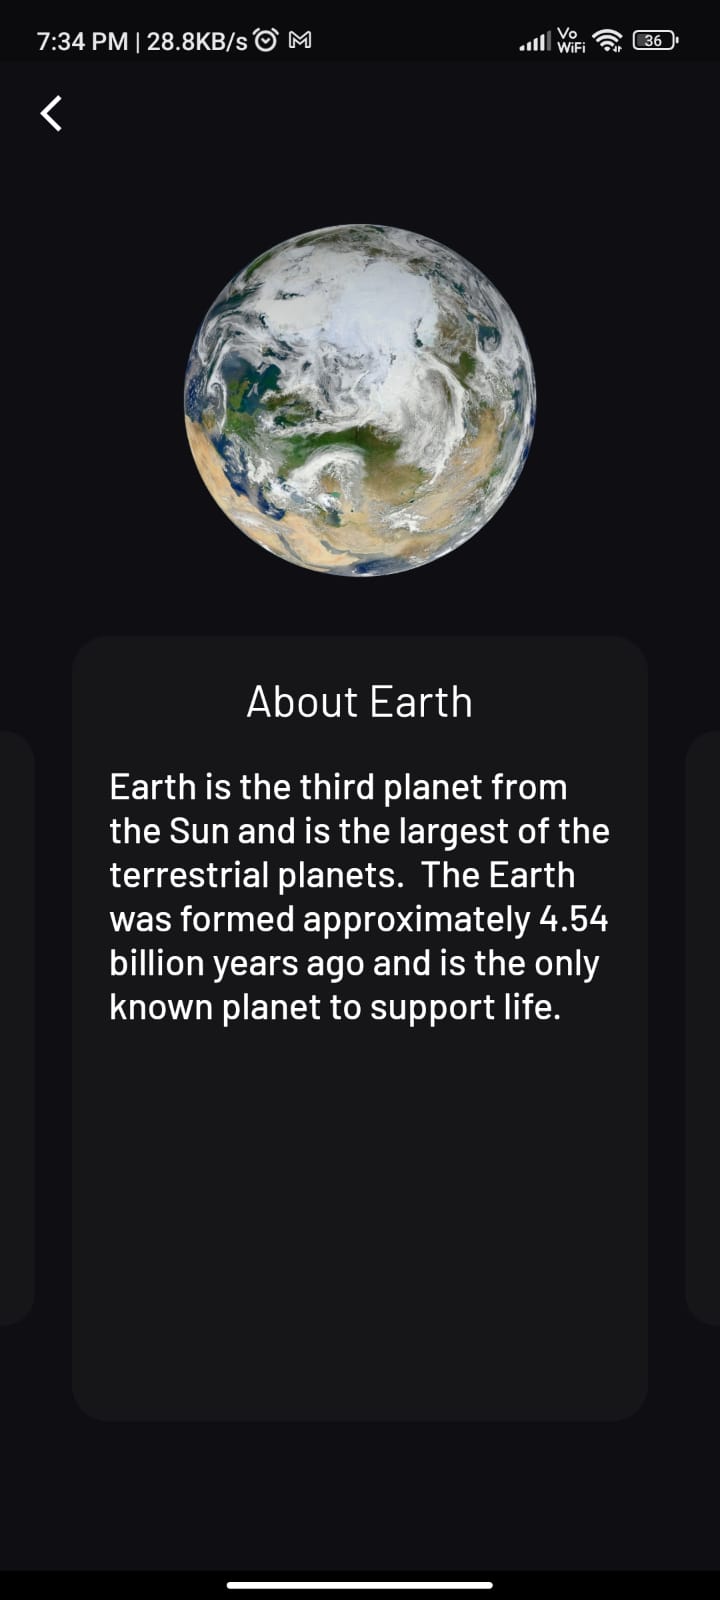 7:34 PM | 28.8KB/s Vo WiFi 36
About Earth
Earth is the third planet from
the Sun and is the largest of the
terrestrial planets.  The Earth
was formed approximately 4.54
billion years ago and is the only
known planet to support life.